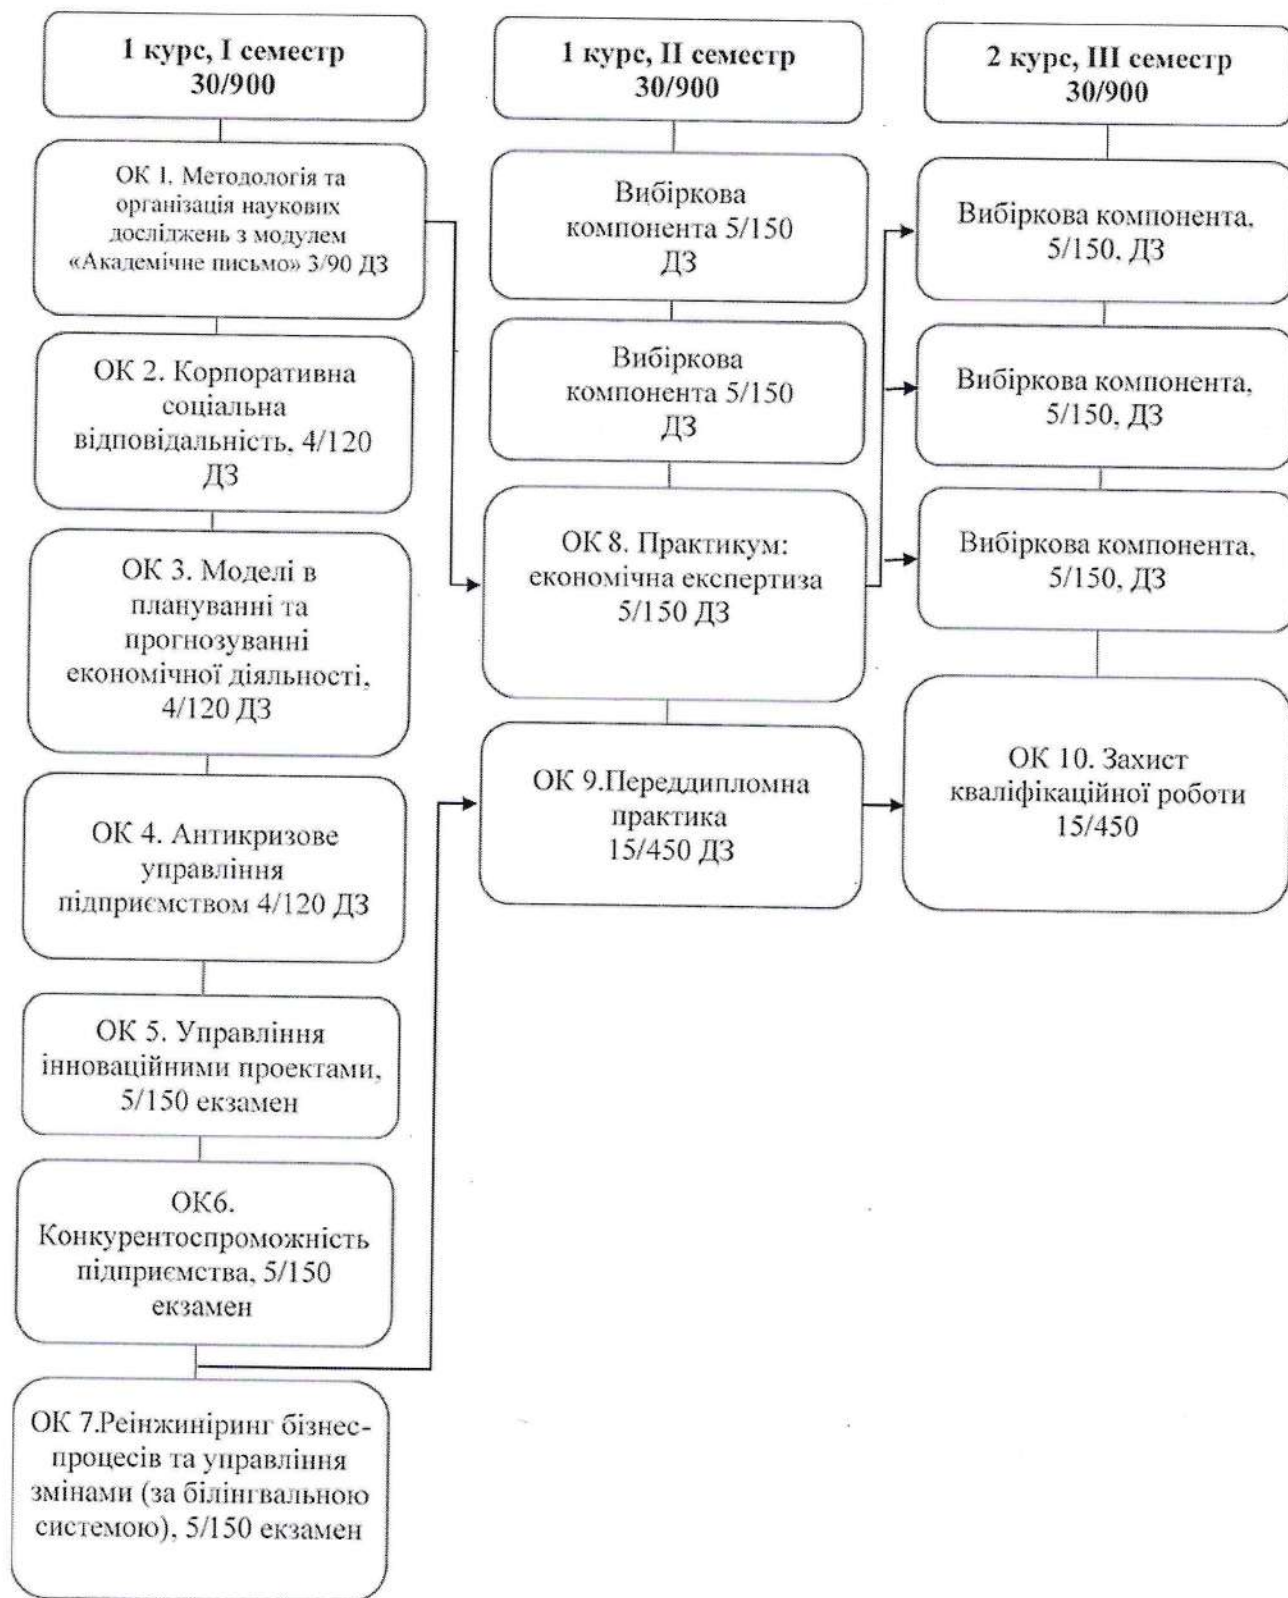 1 курс, І семестр
30/900
ОК 1. Методологія та
організація наукових
досліджень з модулем
«Академічне письмо» 3/90 ДЗ
ОК 2. Корпоративна
соціальна
відповідальність, 4/120
ДЗ
ОК 3. Моделі в
плануванні та
прогнозуванні
економічної діяльності,
4/120 ДЗ
ОК 4. Антикризове
управління
підприємством 4/120 ДЗ
ОК 5. Управління
інноваційними проектами,
5/150 екзамен
ОК6.
Конкурентоспроможність
підприємства, 5/150
екзамен
ОК 7.Реінжиніринг бізнес-
процесів та управління
змінами (за білінгвальною
системою), 5/150 екзамен
1 курс, ІІ семестр
30/900
Вибіркова
компонента 5/150
ДЗ
Вибіркова
компонента 5/150
ДЗ
ОК 8. Практикум:
економічна експертиза
5/150 ДЗ
ОК 9.Переддипломна
практика
15/450 ДЗ
2 курс, ІІІ семестр
30/900
Вибіркова компонента,
5/150, ДЗ
Вибіркова компонента,
5/150, ДЗ
Вибіркова компонента,
5/150, ДЗ
ОК 10. Захист
кваліфікаційної роботи
15/450